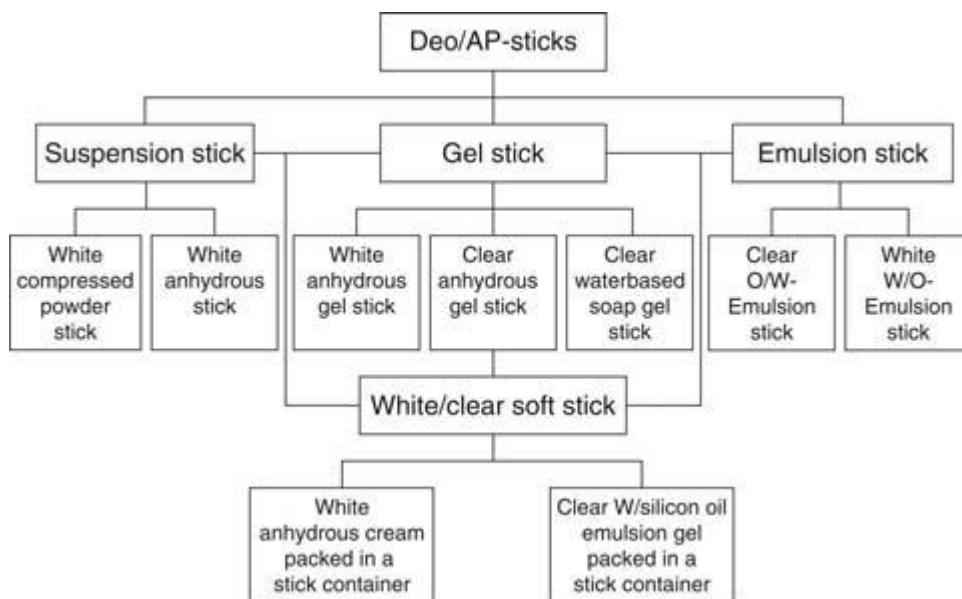 Deo/AP-sticks
Suspension stick
Gel stick
Emulsion stick
White
compressed
powder
stick
White
anhydrous
stick
White
anhydrous
gel stick
Clear
anhydrous
gel stick
Clear
waterbased
soap gel
stick
Clear
O/W-
Emulsion
stick
White
W/O-
Emulsion
stick
White/clear soft stick
White
anhydrous cream
packed in a
stick container
Clear W/silicon oil
emulsion gel
packed in a
stick container